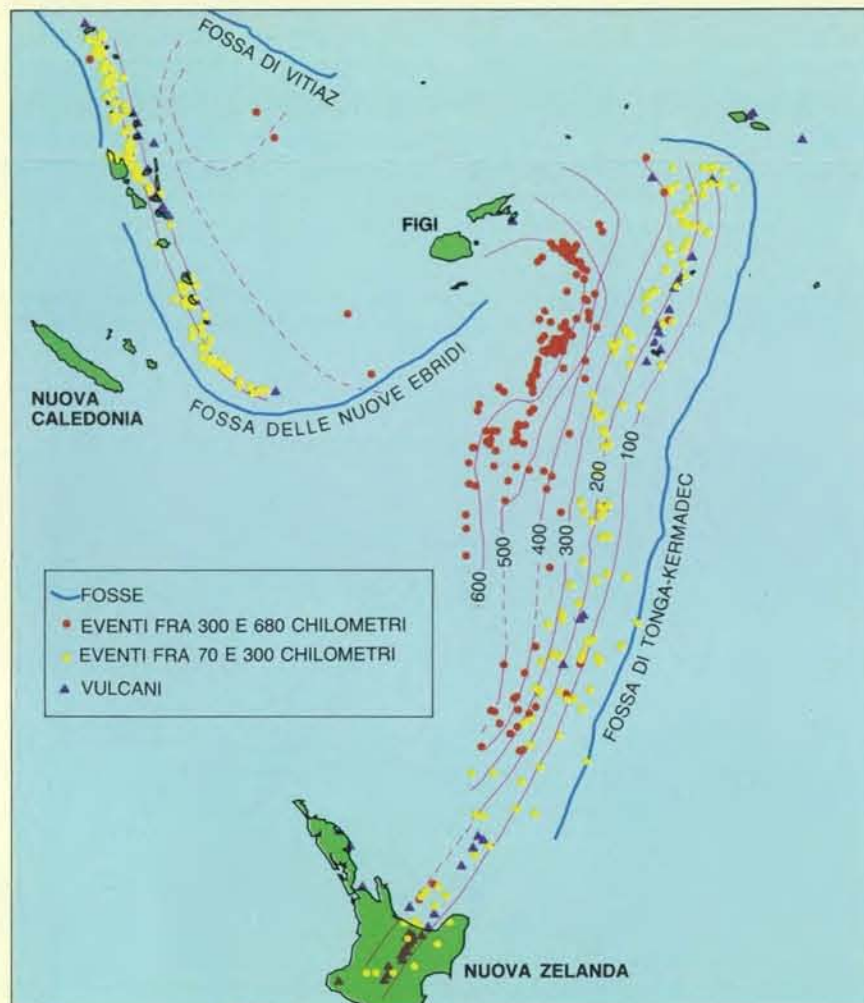 FOSSA DI VITIAZ
FIGI
NUOVA
CALEDONIA
FOSSA DELLE NUOVE EBRIDI
100
200
300
400
500
600
FOSSA DI TONGA-KERMADEC
FOSSE
EVENTI FRA 300 E 680 CHILOMETRI
EVENTI FRA 70 E 300 CHILOMETRI
VULCANI
NUOVA ZELANDA